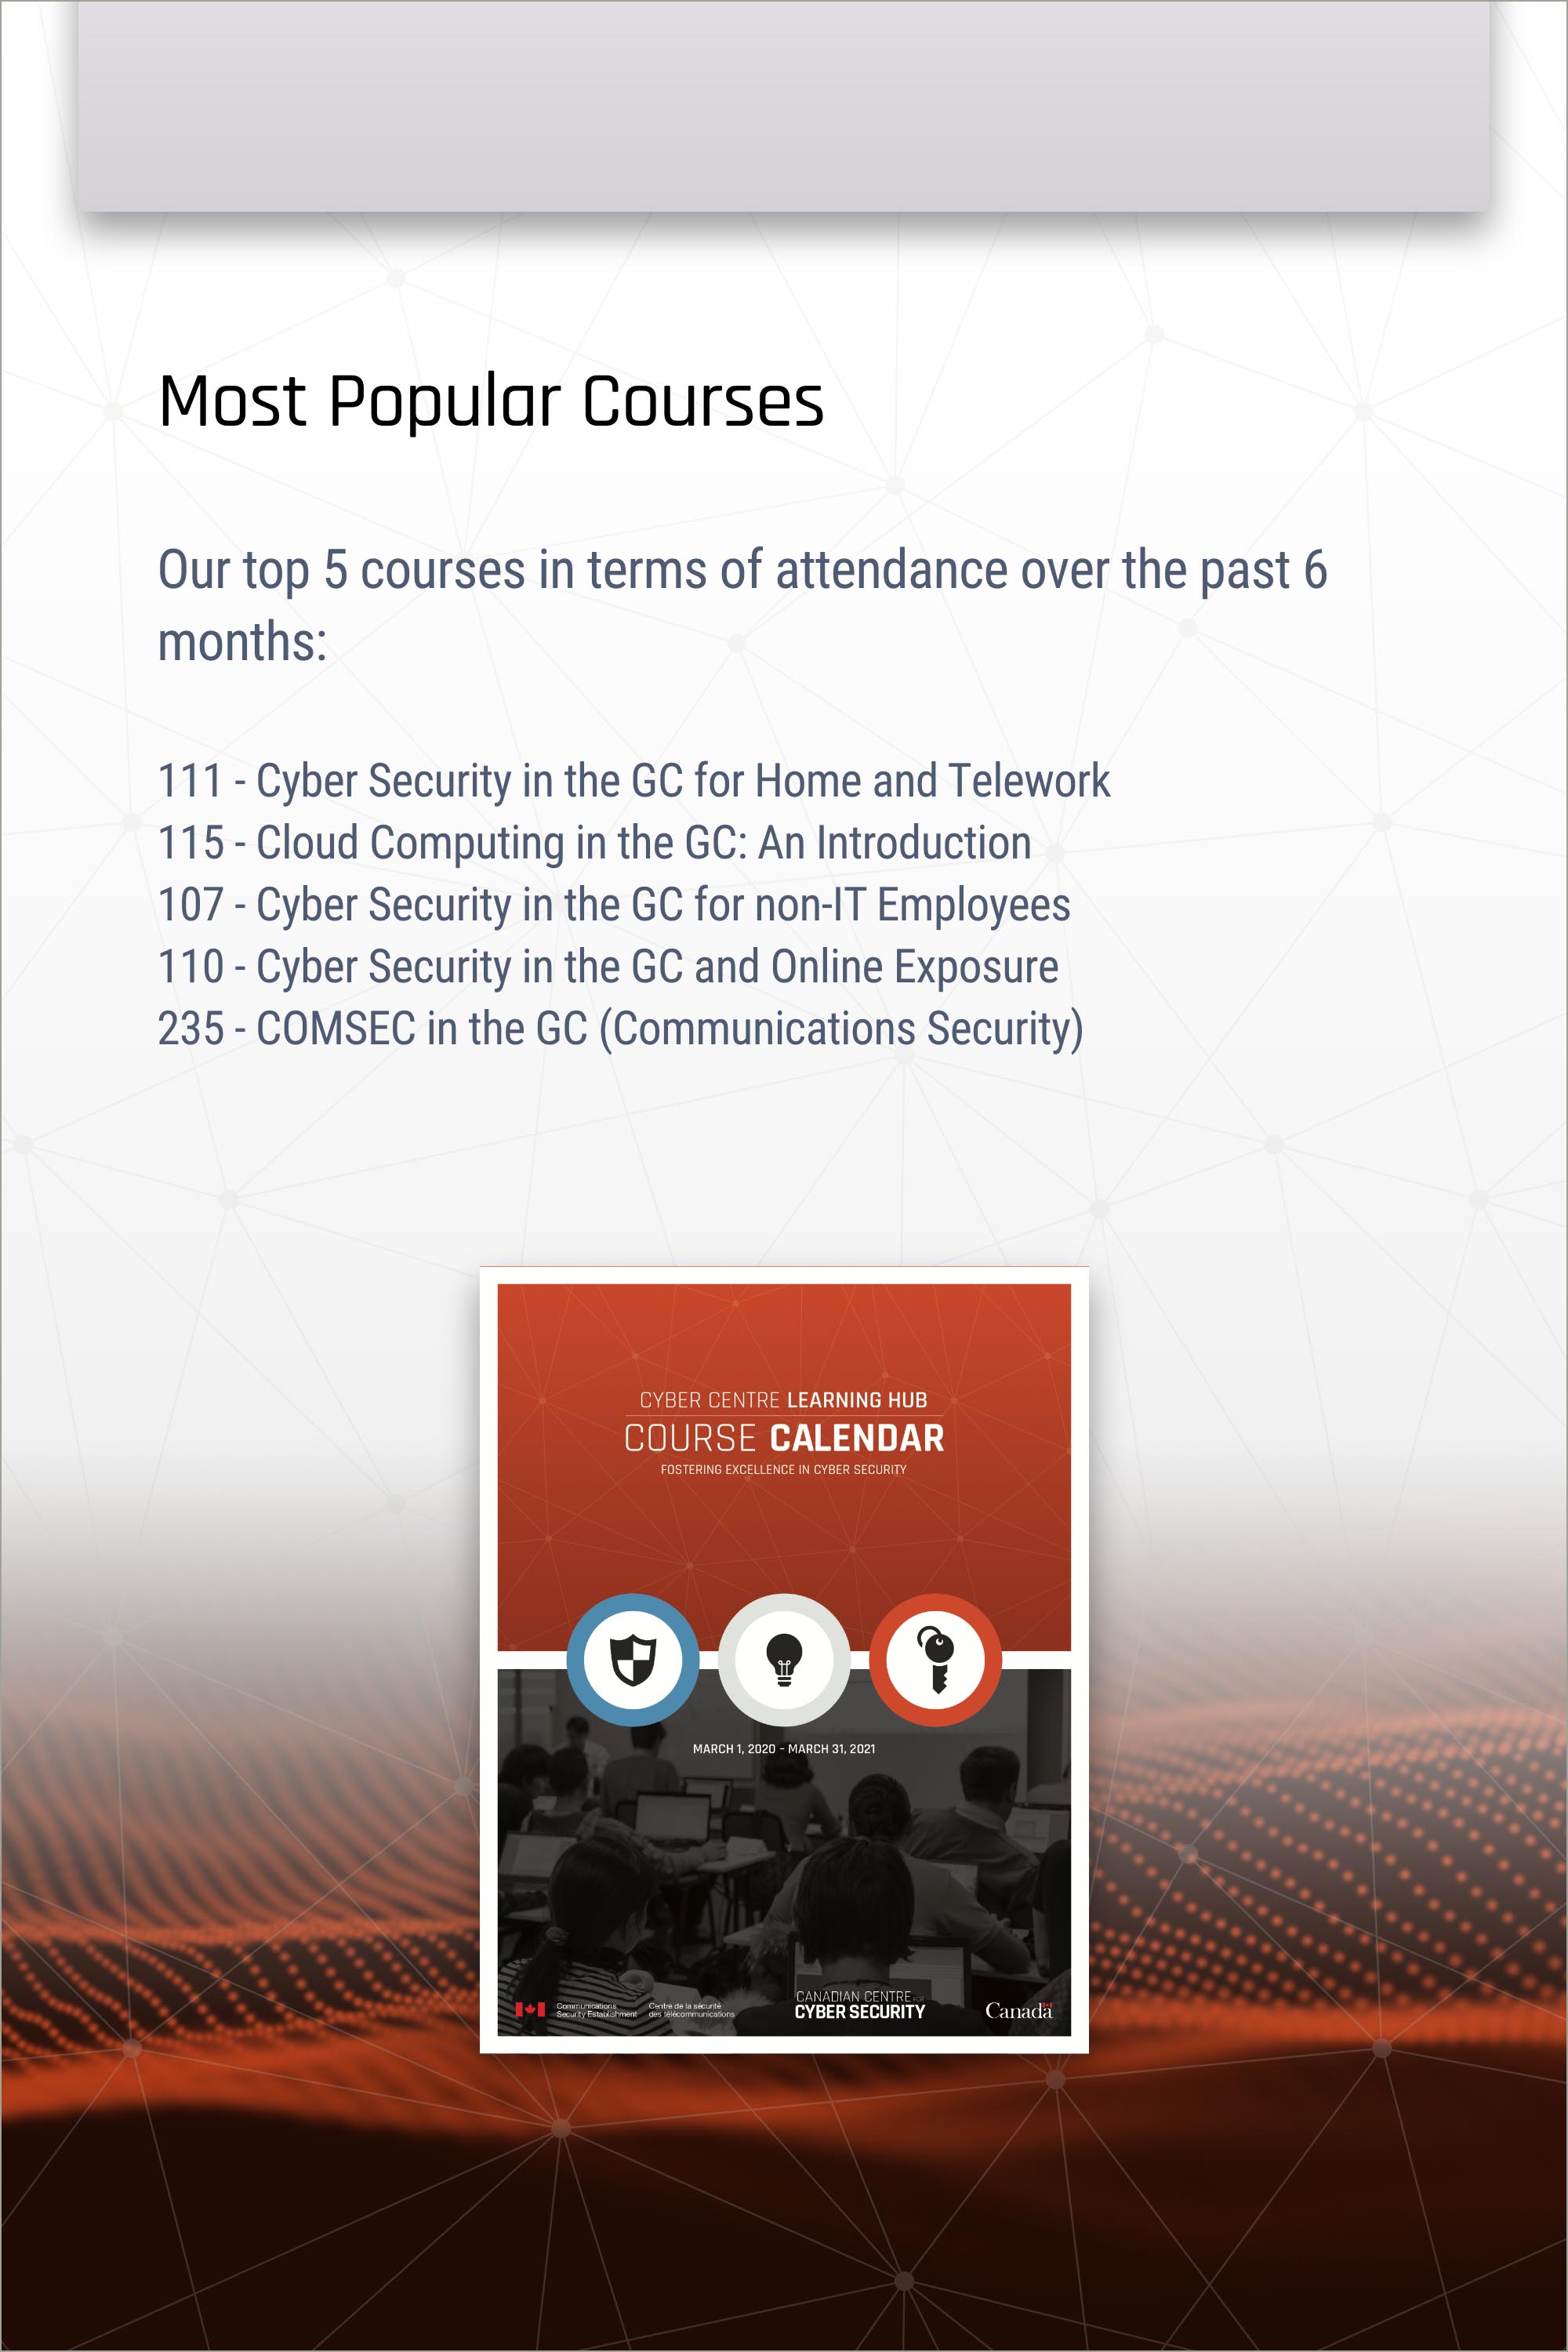 Most Popular Courses
Our top 5 courses in terms of attendance over the past 6
months:
111 - Cyber Security in the GC for Home and Telework
115 - Cloud Computing in the GC: An Introduction
107 - Cyber Security in the GC for non-IT Employees
110 - Cyber Security in the GC and Online Exposure
235 - COMSEC in the GC (Communications Security)
CYBER CENTRE LEARNING HUB
COURSE CALENDAR
FOSTERING EXCELLENCE IN CYBER SECURITY
MARCH 1, 2020 - MARCH 31, 2021
Communications Centre de la sécurité
Security Establishment des télécommunications
CANADIAN CENTRE FOR
CYBER SECURITY
Canada